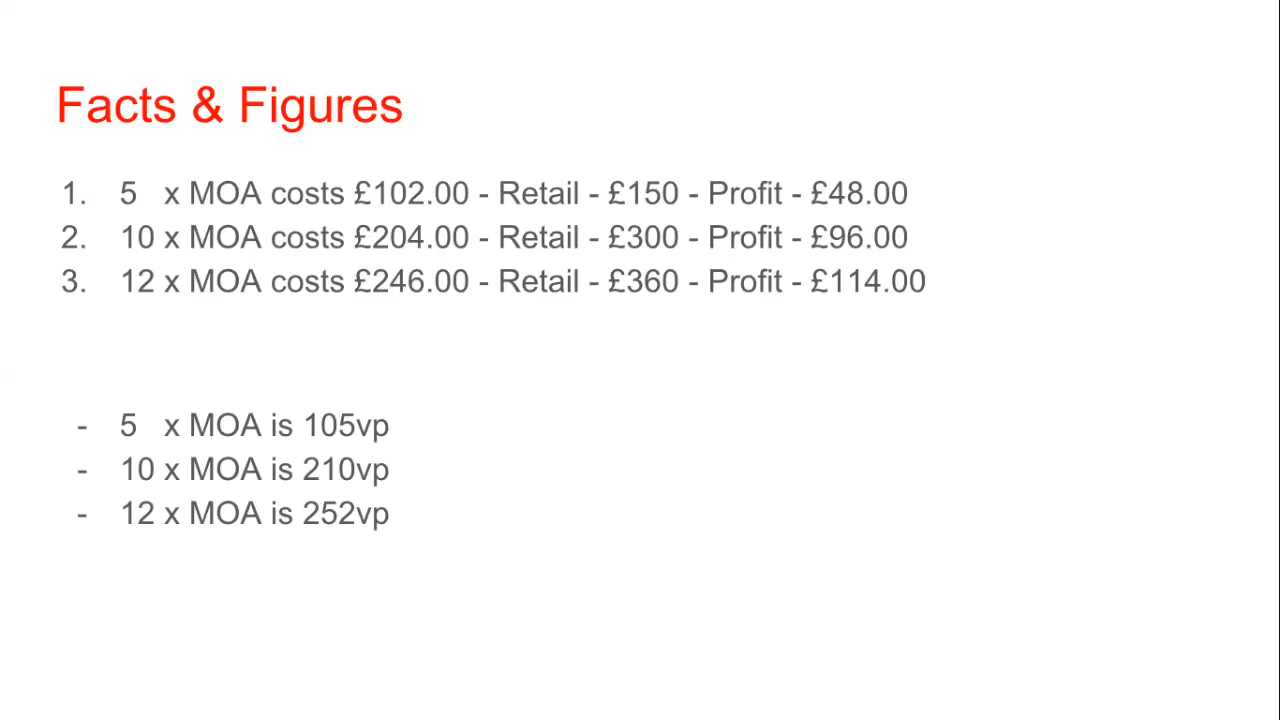 Facts & Figures
1. 5 x MOA costs £102.00 - Retail - £150 - Profit - £48.00
2. 10 x MOA costs £204.00 - Retail - £300 - Profit - £96.00
3. 12 x MOA costs £246.00 - Retail - £360 - Profit - £114.00
- 5 x MOA is 105vp
- 10 x MOA is 210vp
- 12 x MOA is 252vp